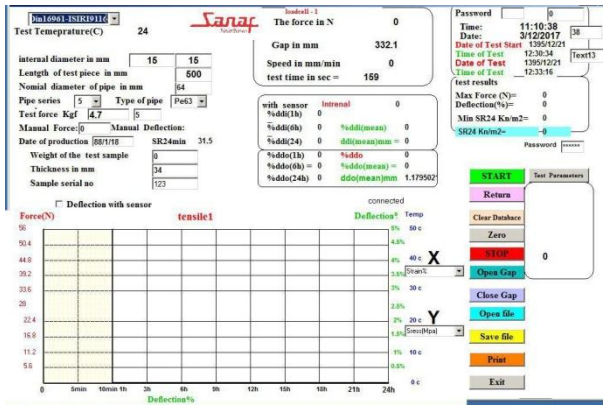 Din16961-ISIRI9116
Test Temeprature(C) 24
Sanaf
loadcall - 1
The force in N 0
Gap in mm 332.1
Speed in mm/min 0
test time in sec = 159
Password 0
Time: 11:10:38
Date: 3/12/2017
38
Date of Test Start 1395/12/21
Time of Test 12:30:34
Text13
Date of Test 1395/12/21
Time of Test 12:33:16
internal diameter in mm 15 15
Length of test piece in mm 500
Nomial diameter of pipe in mm 64
Pipe series 5 Type of pipe Pe63
Test force Kgf 4.7 5
Manual Force: 0 Manual Deflection:
Date of production 88/1/18 SR24min 31.5
Weight of the test sample 0
Thickness in mm 34
Sample serial no 123
with sensor Intrenal 0
%ddi(1h) 0
%ddi(6h) 0 %ddi(mean) 0
%ddi(24) 0 ddi(mean)mm = 0
%ddo(1h) 0 %ddo 0
%ddo(6h) = 0 %ddo(mean) = 0
%ddo(24h) 0 ddo(mean)mm 1.179502
test results
Max Force (N)= 0
Deflection(%)= 0
Min SR24 Kn/m2= 0
SR24 Kn/m2= -0
Password ******
START
Test Parameters
Return
Clear Database
Zero
STOP
0
Open Gap
Close Gap
Open file
Save file
Print
Exit
Deflection with sensor
connected
Force(N) tensile1 Deflection% Temp
56 5% 50 c
50.4 4.5%
44.8 40 c X
39.2 Strain%
33.6 3% 30 c
28 2.5%
22.4 2% 20 c Y
16.8 1.5% Sress(Mpa)
11.2 1% 10 c
5.6 0.5%
0 c
0 5min 10min 1h 3h 6h 9h 12h 15h 18h 21h 24h
Deflection%